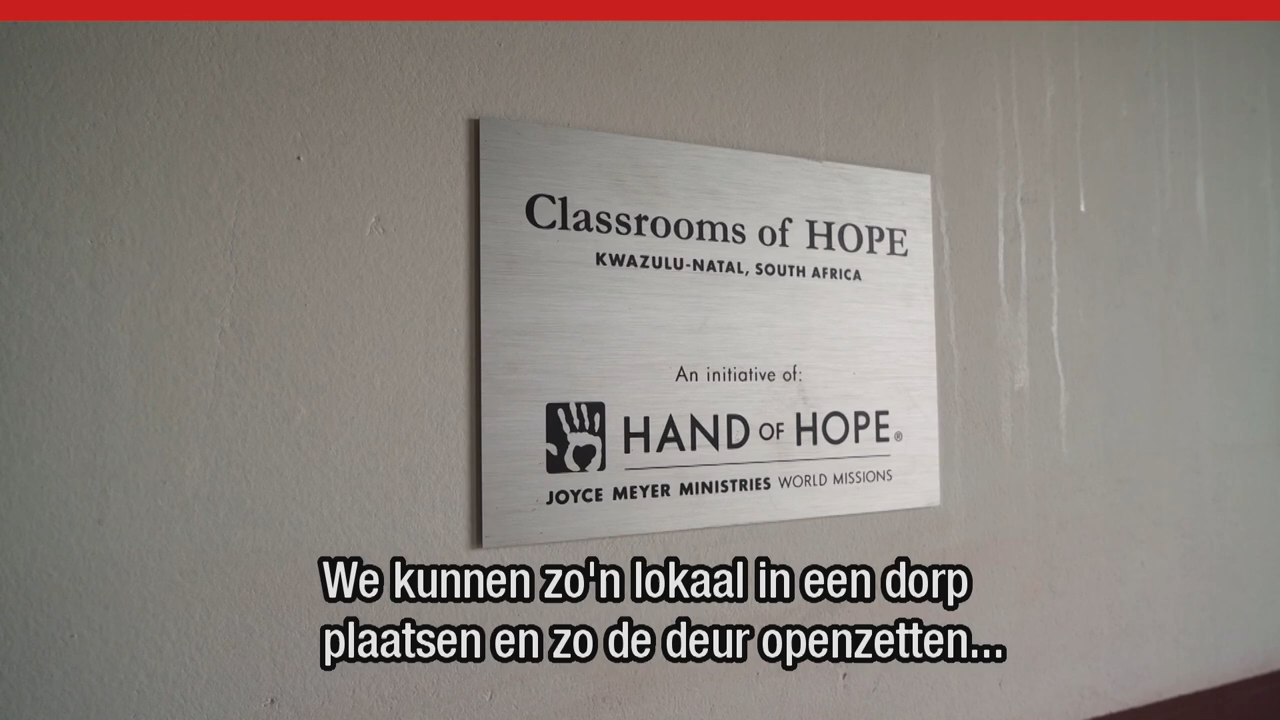 Classrooms of HOPE
KWAZULU-NATAL, SOUTH AFRICA
An initiative of:
HAND OF HOPE®
JOYCE MEYER MINISTRIES WORLD MISSIONS
We kunnen zo'n lokaal in een dorp
plaatsen en zo de deur openzetten...